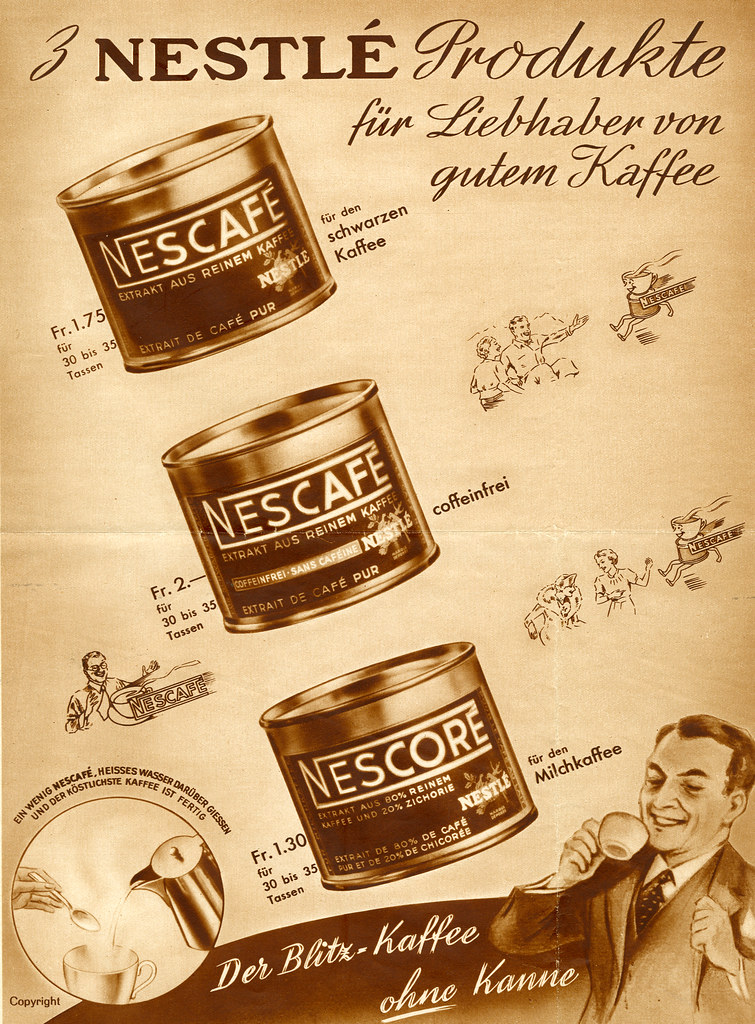 3 NESTLÉ Produkte
für Liebhaber von
gutem Kaffee
NESCAFÉ
EXTRAKT AUS REINEM KAFFEE
NESTLÉ
EXTRAIT DE CAFÉ PUR
für den
schwarzen
Kaffee
Fr. 1.75
für
30 bis 35
Tassen
NESCAFÉ
NESCAFÉ
EXTRAKT AUS REINEM KAFFEE
COFFEINFREI - SANS CAFÉINE
NESTLÉ
EXTRAIT DE CAFÉ PUR
coffeinfrei
Fr. 2.—
für
30 bis 35
Tassen
NESCAFÉ
NESCAFÉ
NESCORÉ
EXTRAKT AUS 80% REINEM
KAFFEE UND 20% ZICHORIE
NESTLÉ
EXTRAIT DE 80% DE CAFÉ
PUR ET DE 20% DE CHICORÉE
für den
Milchkaffee
Fr. 1.30
für
30 bis 35
Tassen
EIN WENIG NESCAFÉ, HEISSES WASSER DARÜBER GIESSEN
UND DER KÖSTLICHSTE KAFFEE IST FERTIG
Der Blitz-Kaffee
ohne Kanne
Copyright